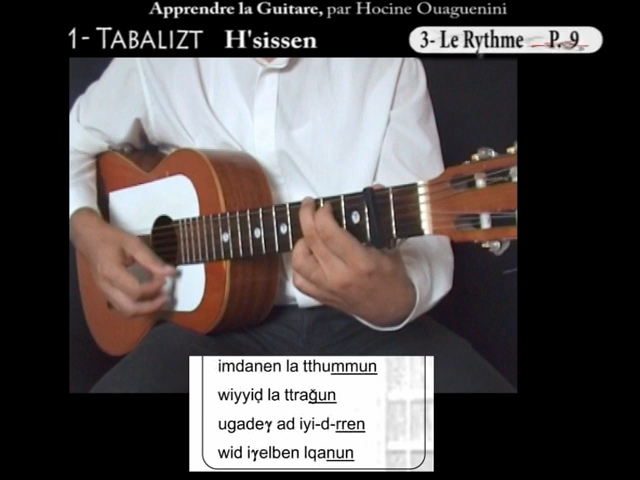 Apprendre la Guitare, par Hocine Ouaguenini
1- TABALIZT H'sissen
3- Le Rythme P. 9
imdanen la tthummun
wiyyiḍ la ttrağun
ugadeɣ ad iyi-d-rren
wid iɣelben lqanun